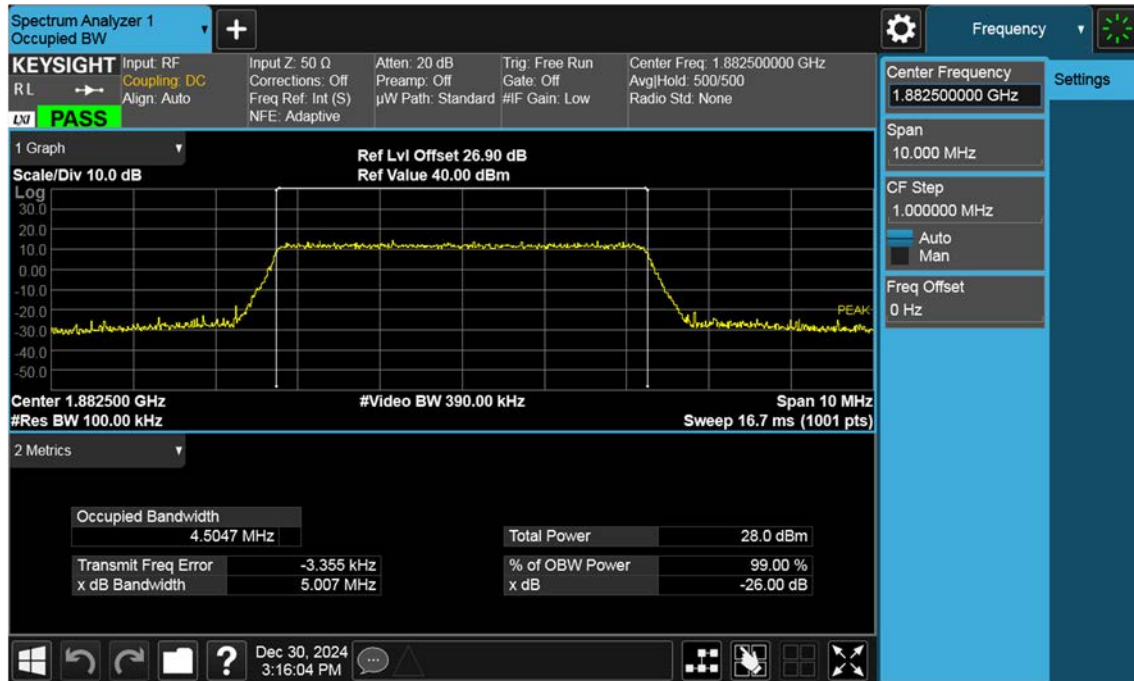 Spectrum Analyzer 1
Occupied BW
+
Frequency
KEYSIGHT
R L
LXI PASS
Input: RF
Coupling: DC
Align: Auto
Input Z: 50 Ω
Corrections: Off
Freq Ref: Int (S)
NFE: Adaptive
Atten: 20 dB
Preamp: Off
µW Path: Standard
Trig: Free Run
Gate: Off
#IF Gain: Low
Center Freq: 1.882500000 GHz
Avg|Hold: 500/500
Radio Std: None
Center Frequency
1.882500000 GHz
Settings
Span
10.000 MHz
CF Step
1.000000 MHz
Auto
Man
Freq Offset
0 Hz
1 Graph
Scale/Div 10.0 dB
Ref Lvl Offset 26.90 dB
Ref Value 40.00 dBm
Log
30.0
20.0
10.0
0.00
-10.0
-20.0
-30.0
-40.0
-50.0
PEAK
Center 1.882500 GHz
#Res BW 100.00 kHz
#Video BW 390.00 kHz
Span 10 MHz
Sweep 16.7 ms (1001 pts)
2 Metrics
Occupied Bandwidth
4.5047 MHz
Total Power 28.0 dBm
Transmit Freq Error -3.355 kHz
% of OBW Power 99.00 %
x dB Bandwidth 5.007 MHz
x dB -26.00 dB
?
Dec 30, 2024
3:16:04 PM